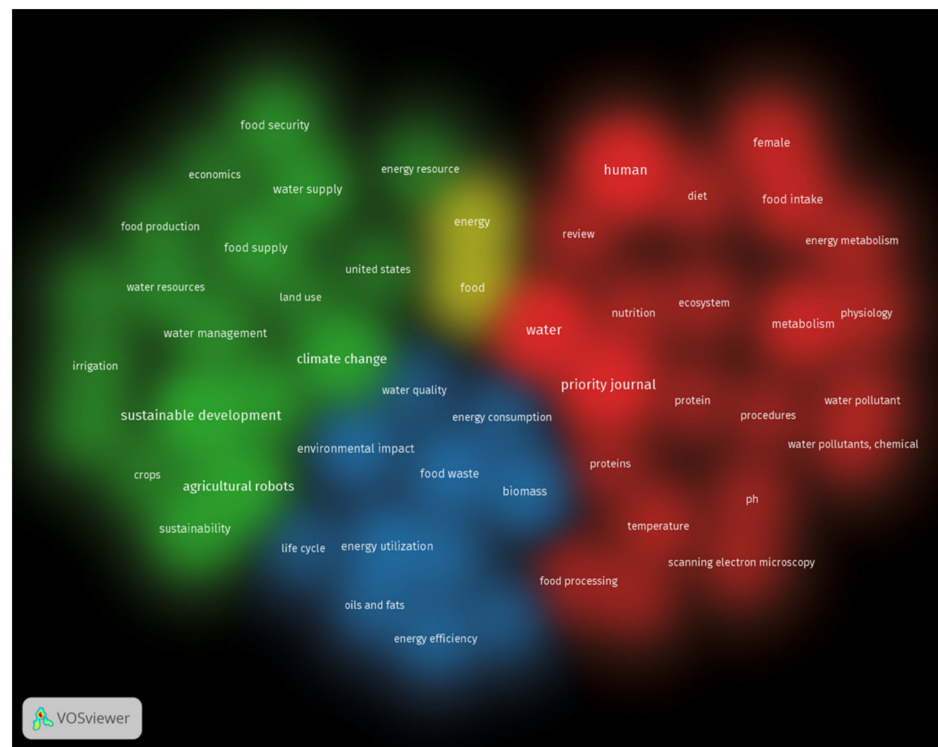 food security
female
energy resource
human
economics
water supply
diet
food intake
energy
food production
review
energy metabolism
food supply
united states
water resources
food
land use
ecosystem
nutrition
physiology
water management
water
metabolism
climate change
irrigation
water quality
priority journal
protein
water pollutant
sustainable development
energy consumption
procedures
environmental impact
water pollutants, chemical
crops
food waste
proteins
agricultural robots
biomass
ph
sustainability
temperature
life cycle
energy utilization
scanning electron microscopy
food processing
oils and fats
energy efficiency
VOSviewer